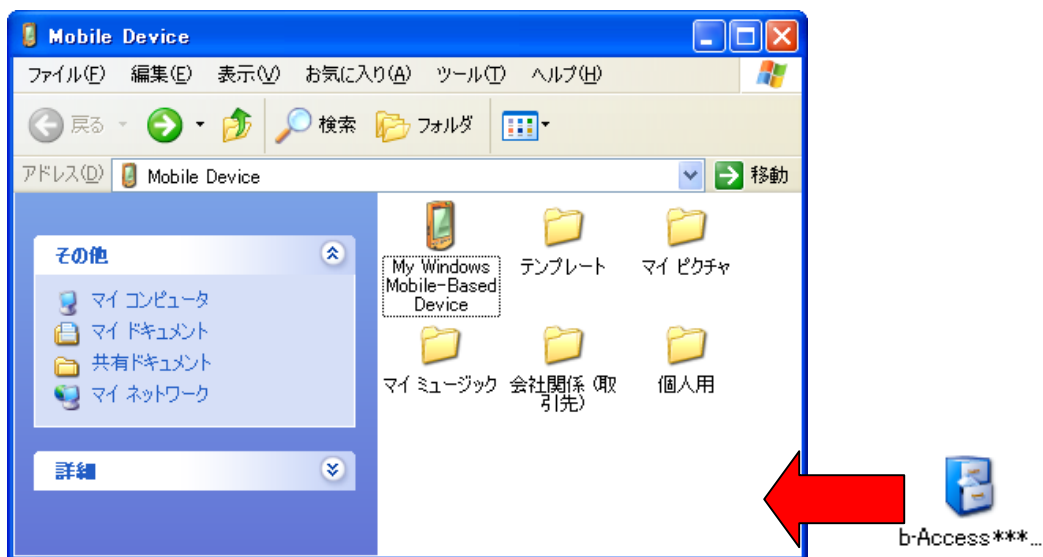 Mobile Device
ファイル(F) 編集(E) 表示(V) お気に入り(A) ツール(T) ヘルプ(H)
戻る 検索 フォルダ
アドレス(D) Mobile Device 移動
その他
マイ コンピュータ
マイ ドキュメント
共有ドキュメント
マイ ネットワーク
詳細
My Windows
Mobile-Based
Device
テンプレート
マイ ピクチャ
マイ ミュージック
会社関係 (取
引先)
個人用
b-Access***...